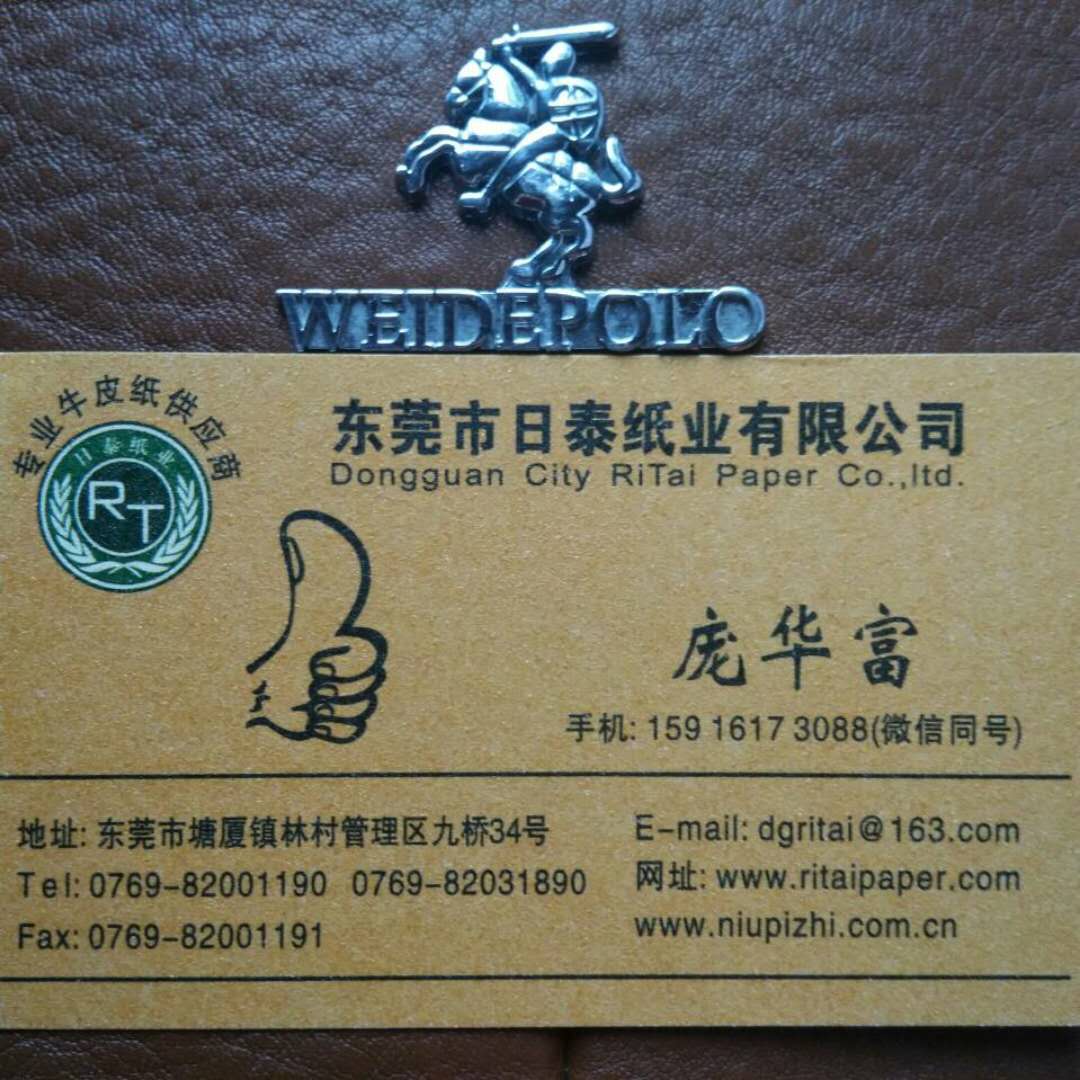 WEIDEPOLO
专业牛皮纸供应商
日泰纸业
RT
东莞市日泰纸业有限公司
Dongguan City RiTai Paper Co.,ltd.
庞华富
手机: 159 1617 3088(微信同号)
地址: 东莞市塘厦镇林村管理区九桥34号
Tel: 0769-82001190 0769-82031890
Fax: 0769-82001191
E-mail: dgritai@163.com
网址: www.ritaipaper.com
www.niupizhi.com.cn